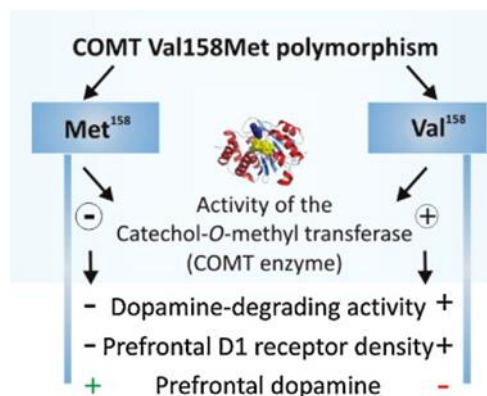 COMT Val158Met polymorphism
Met158 Val158
- Activity of the +
Catechol-O-methyl transferase
(COMT enzyme)
- Dopamine-degrading activity +
- Prefrontal D1 receptor density +
+ Prefrontal dopamine -